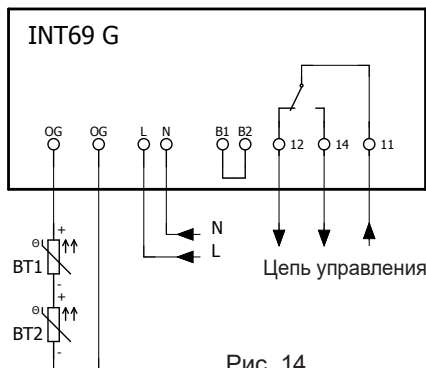 INT69 G
OG OG L N B1 B2 12 14 11
+
Θ
BT1
-
+
Θ
BT2
-
N
L
Цепь управления
Рис. 14